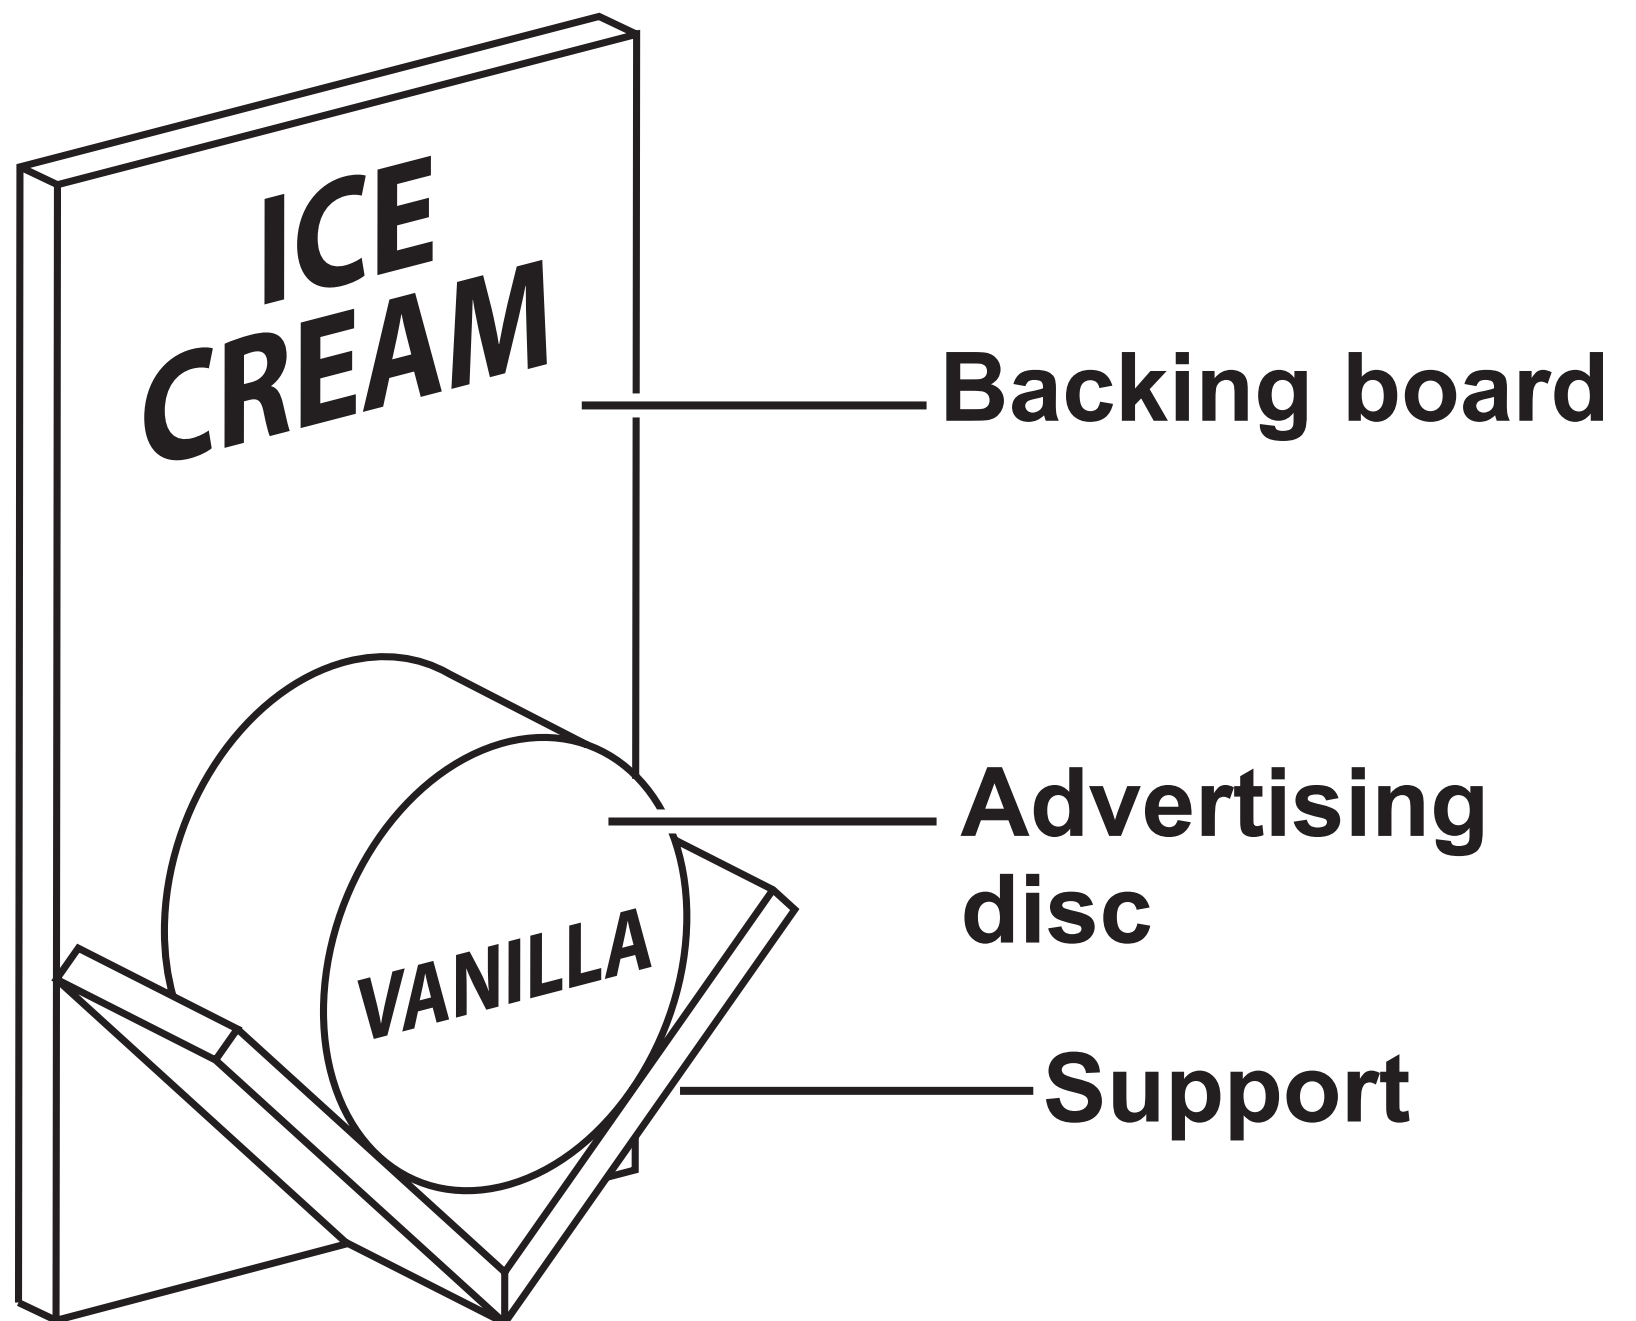 ICE
CREAM
Backing board
Advertising
disc
VANILLA
Support